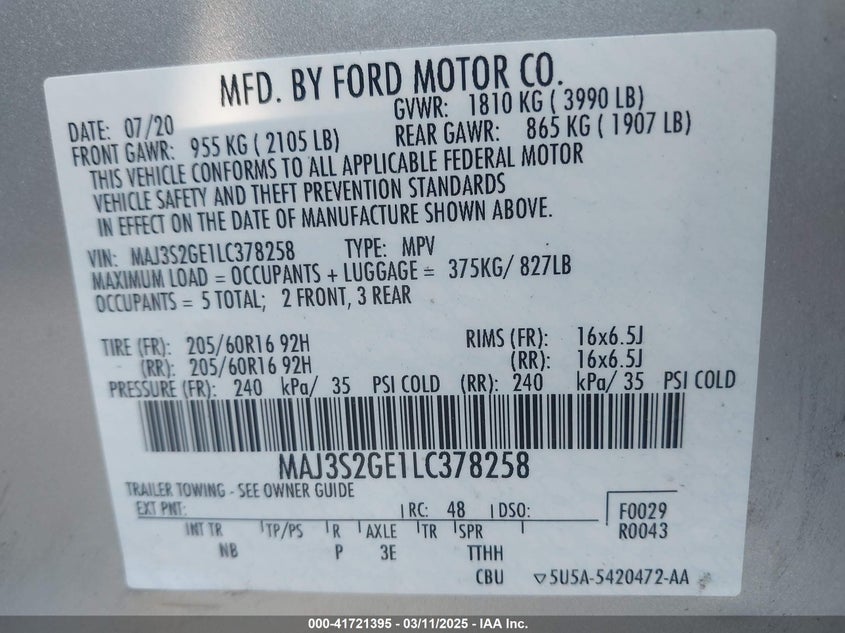 MFD. BY FORD MOTOR CO.
DATE: 07/20 GVWR: 1810 KG ( 3990 LB)
FRONT GAWR: 955 KG ( 2105 LB) REAR GAWR: 865 KG ( 1907 LB)
THIS VEHICLE CONFORMS TO ALL APPLICABLE FEDERAL MOTOR
VEHICLE SAFETY AND THEFT PREVENTION STANDARDS
IN EFFECT ON THE DATE OF MANUFACTURE SHOWN ABOVE.
VIN: MAJ3S2GE1LC378258 TYPE: MPV
MAXIMUM LOAD = OCCUPANTS + LUGGAGE = 375KG/ 827LB
OCCUPANTS = 5 TOTAL; 2 FRONT, 3 REAR
TIRE (FR): 205/60R16 92H RIMS (FR): 16x6.5J
(RR): 205/60R16 92H (RR): 16x6.5J
PRESSURE (FR): 240 kPa/ 35 PSI COLD (RR): 240 kPa/ 35 PSI COLD
MAJ3S2GE1LC378258
TRAILER TOWING - SEE OWNER GUIDE
EXT PNT: RC: 48 DSO: F0029
R0043
INT TR TP/PS R AXLE TR SPR
NB P 3E TTHH
CBU ▽5U5A-5420472-AA
000-41721395 - 03/11/2025 - IAA Inc.